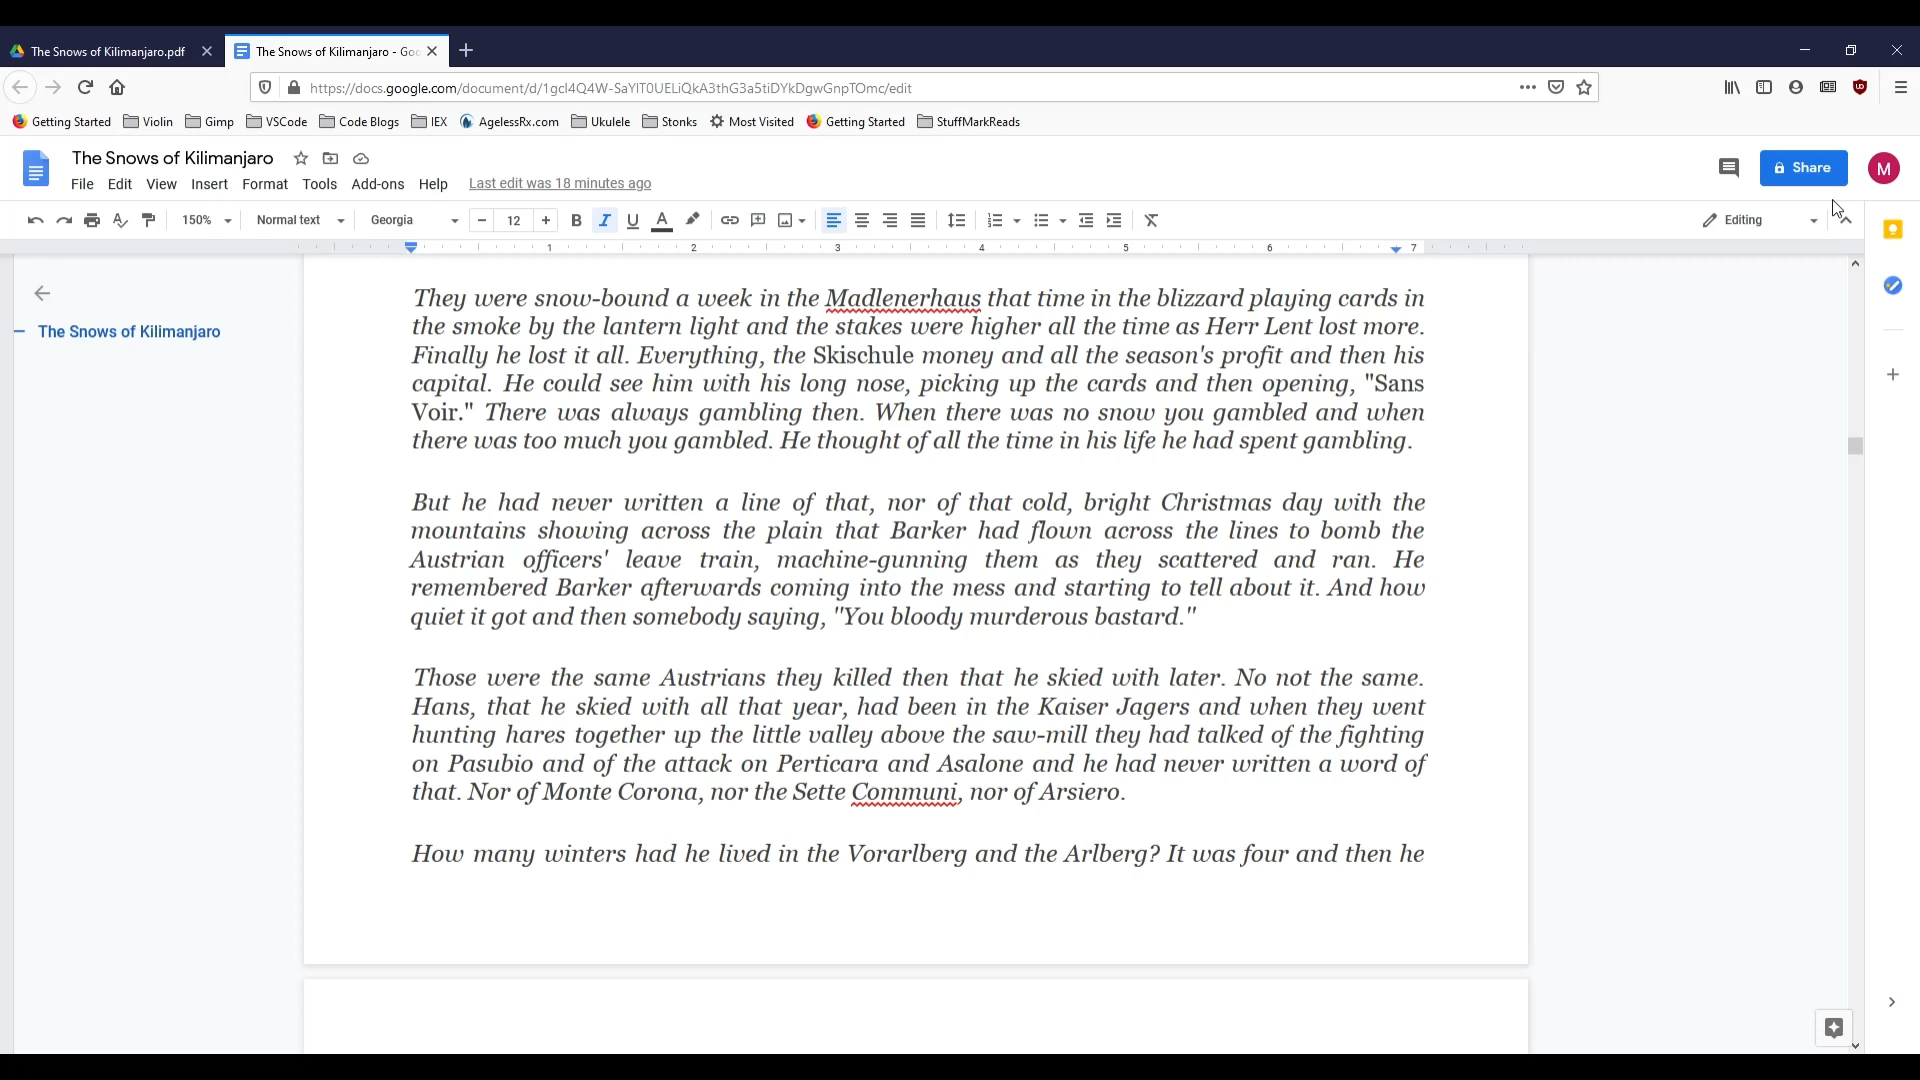 The Snows of Kilimanjaro.pdf
The Snows of Kilimanjaro - Goo
https://docs.google.com/document/d/1gcl4Q4W-SaYlT0UELiQkA3thG3a5tiDYkDgwGnpTOmc/edit
Getting Started Violin Gimp VSCode Code Blogs IEX AgelessRx.com Ukulele Stonks Most Visited Getting Started StuffMarkReads
The Snows of Kilimanjaro
Share
M
File Edit View Insert Format Tools Add-ons Help Last edit was 18 minutes ago
150% Normal text Georgia 12 B I U A Editing
1 2 3 4 5 6 7
The Snows of Kilimanjaro
They were snow-bound a week in the Madlenerhaus that time in the blizzard playing cards in
the smoke by the lantern light and the stakes were higher all the time as Herr Lent lost more.
Finally he lost it all. Everything, the Skischule money and all the season's profit and then his
capital. He could see him with his long nose, picking up the cards and then opening, "Sans
Voir." There was always gambling then. When there was no snow you gambled and when
there was too much you gambled. He thought of all the time in his life he had spent gambling.
But he had never written a line of that, nor of that cold, bright Christmas day with the
mountains showing across the plain that Barker had flown across the lines to bomb the
Austrian officers' leave train, machine-gunning them as they scattered and ran. He
remembered Barker afterwards coming into the mess and starting to tell about it. And how
quiet it got and then somebody saying, "You bloody murderous bastard."
Those were the same Austrians they killed then that he skied with later. No not the same.
Hans, that he skied with all that year, had been in the Kaiser Jagers and when they went
hunting hares together up the little valley above the saw-mill they had talked of the fighting
on Pasubio and of the attack on Perticara and Asalone and he had never written a word of
that. Nor of Monte Corona, nor the Sette Communi, nor of Arsiero.
How many winters had he lived in the Vorarlberg and the Arlberg? It was four and then he